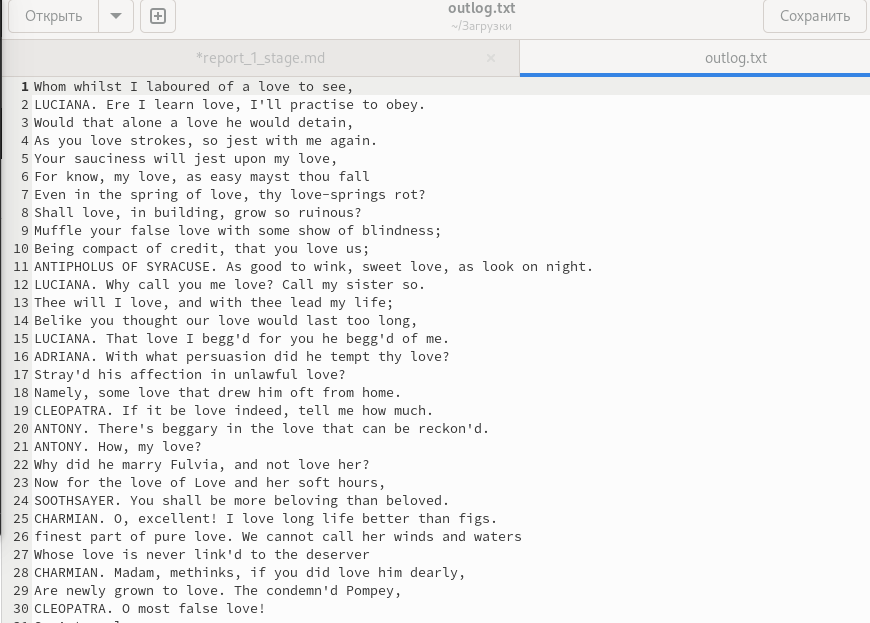 Открыть
outlog.txt
~/Загрузки
Сохранить
*report_1_stage.md
outlog.txt
1 Whom whilst I laboured of a love to see,
2 LUCIANA. Ere I learn love, I'll practise to obey.
3 Would that alone a love he would detain,
4 As you love strokes, so jest with me again.
5 Your sauciness will jest upon my love,
6 For know, my love, as easy mayst thou fall
7 Even in the spring of love, thy love-springs rot?
8 Shall love, in building, grow so ruinous?
9 Muffle your false love with some show of blindness;
10 Being compact of credit, that you love us;
11 ANTIPHOLUS OF SYRACUSE. As good to wink, sweet love, as look on night.
12 LUCIANA. Why call you me love? Call my sister so.
13 Thee will I love, and with thee lead my life;
14 Belike you thought our love would last too long,
15 LUCIANA. That love I begg'd for you he begg'd of me.
16 ADRIANA. With what persuasion did he tempt thy love?
17 Stray'd his affection in unlawful love?
18 Namely, some love that drew him oft from home.
19 CLEOPATRA. If it be love indeed, tell me how much.
20 ANTONY. There's beggary in the love that can be reckon'd.
21 ANTONY. How, my love?
22 Why did he marry Fulvia, and not love her?
23 Now for the love of Love and her soft hours,
24 SOOTHSAYER. You shall be more beloving than beloved.
25 CHARMIAN. O, excellent! I love long life better than figs.
26 finest part of pure love. We cannot call her winds and waters
27 Whose love is never link'd to the deserver
28 CHARMIAN. Madam, methinks, if you did love him dearly,
29 Are newly grown to love. The condemn'd Pompey,
30 CLEOPATRA. O most false love!